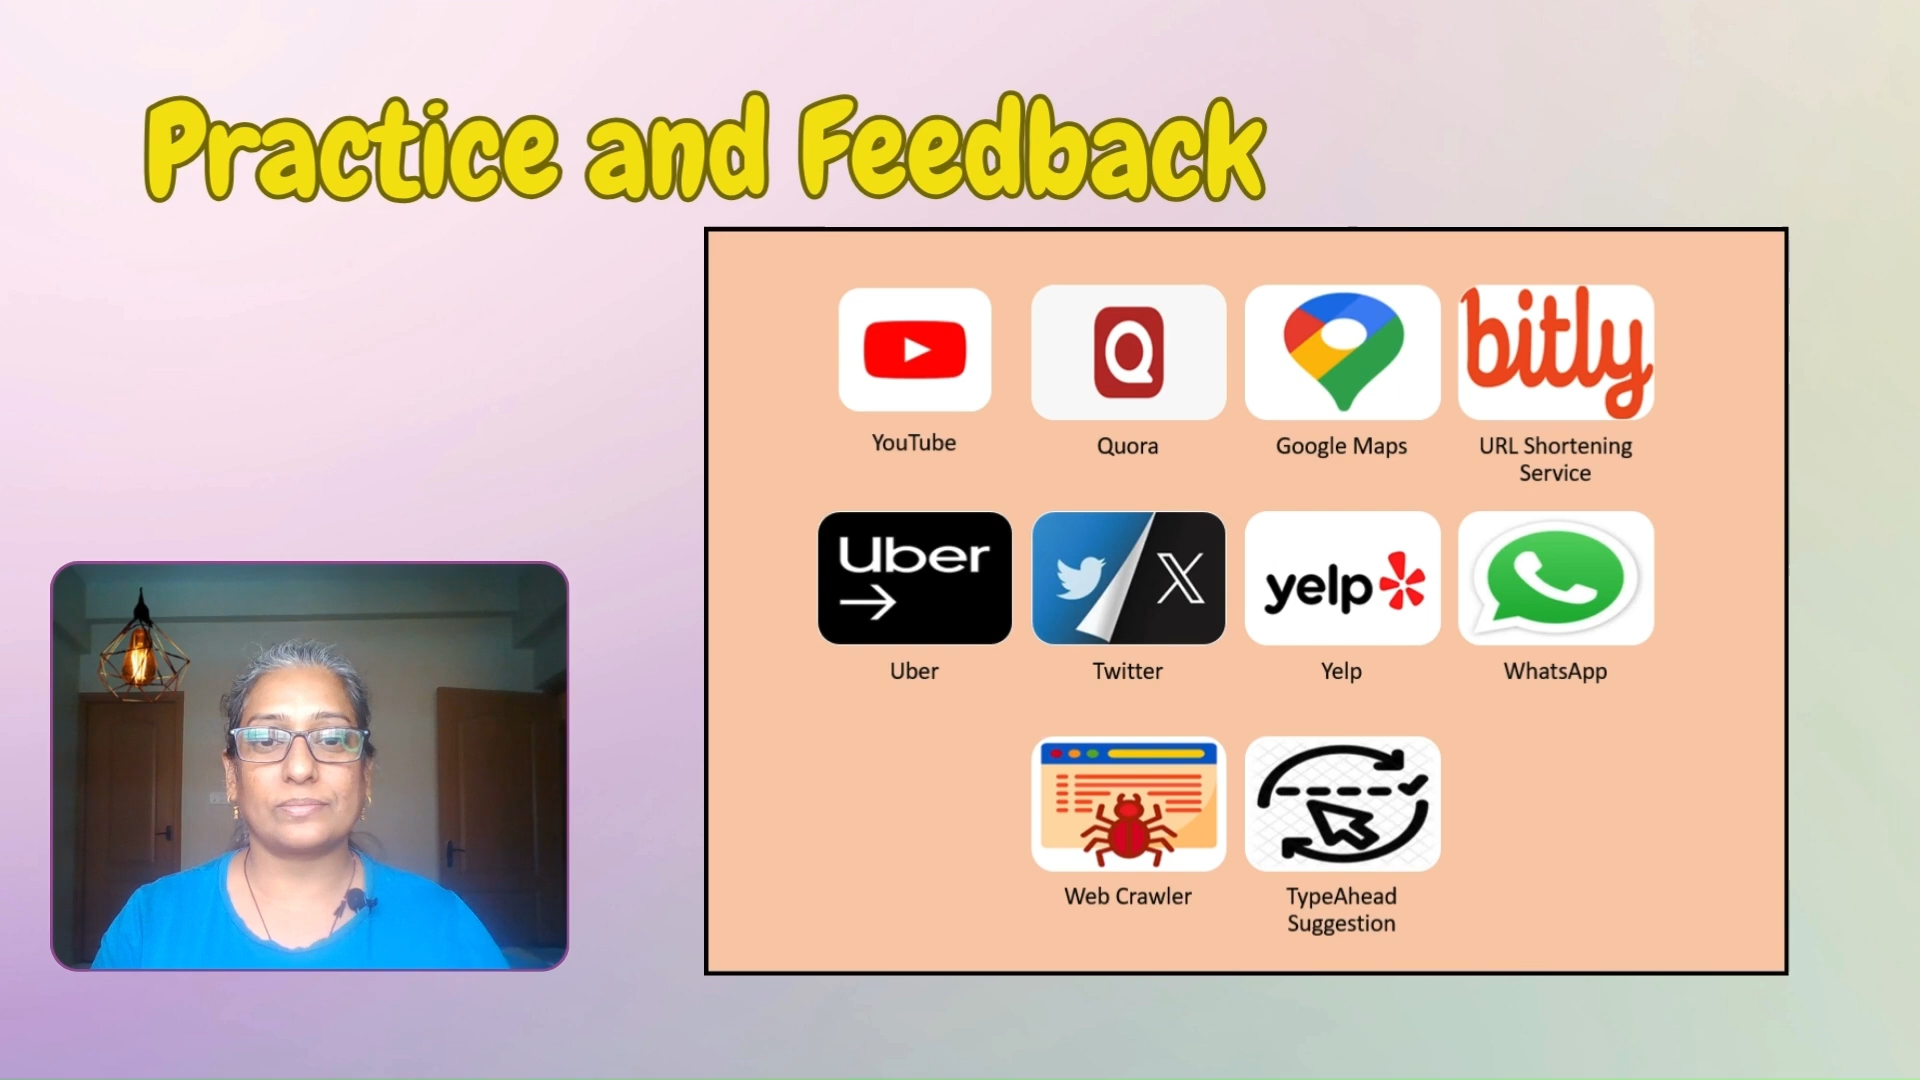 Practice and Feedback
bitly
YouTube
Quora
Google Maps
URL Shortening
Service
Uber
yelp
Uber
Twitter
Yelp
WhatsApp
Web Crawler
TypeAhead
Suggestion